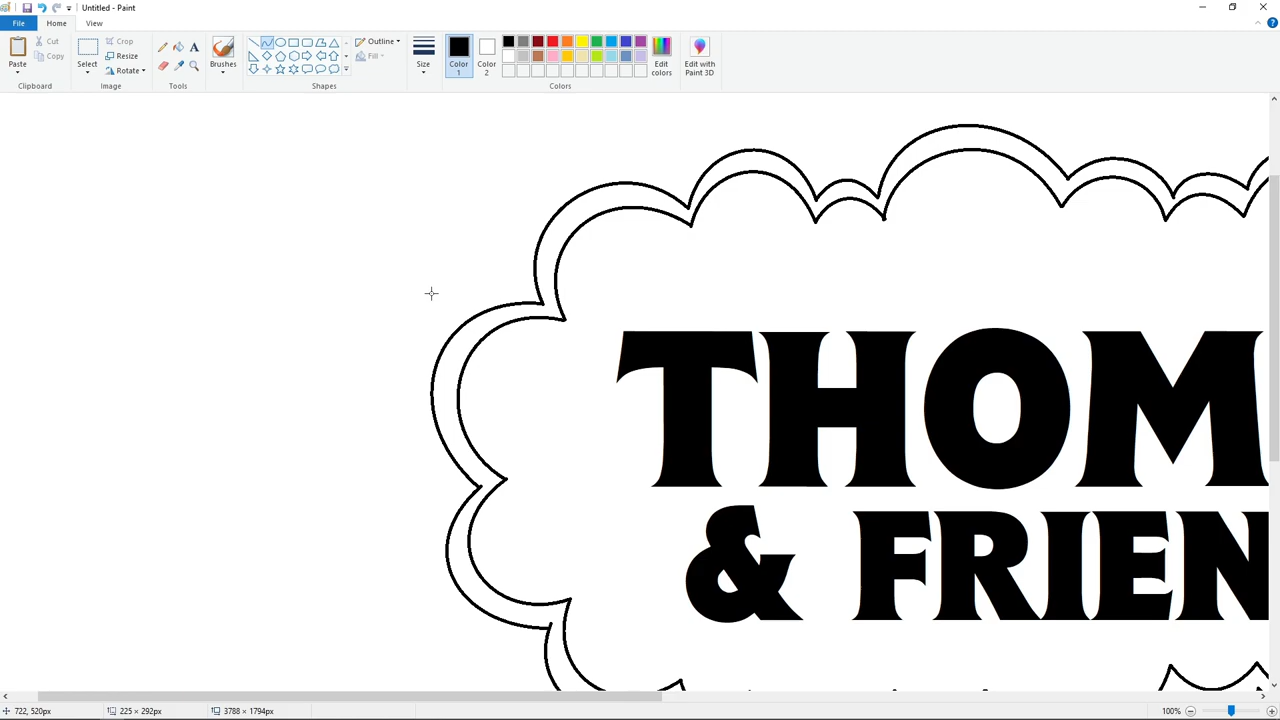 Untitled - Paint
File Home View
Paste
Cut
Copy
Clipboard
Select
Crop
Resize
Rotate
Image
Tools
Brushes
Outline
Fill
Shapes
Size
Color 1
Color 2
Edit colors
Colors
Edit with Paint 3D
THOM
& FRIEN
722, 520px
225 × 292px
3788 × 1794px
100%